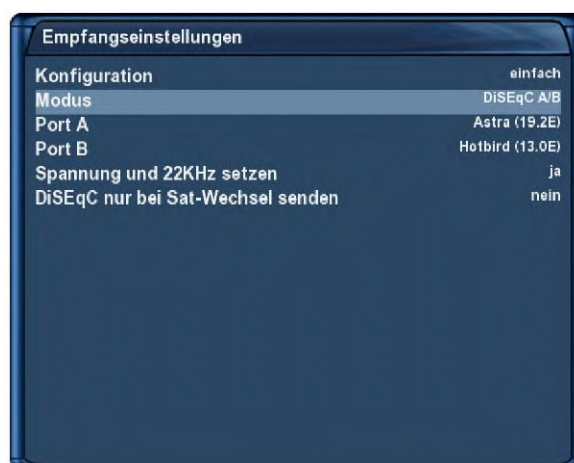 Empfangseinstellungen
Konfiguration einfach
Modus DiSEqC A/B
Port A Astra (19.2E)
Port B Hotbird (13.0E)
Spannung und 22KHz setzen ja
DiSEqC nur bei Sat-Wechsel senden nein